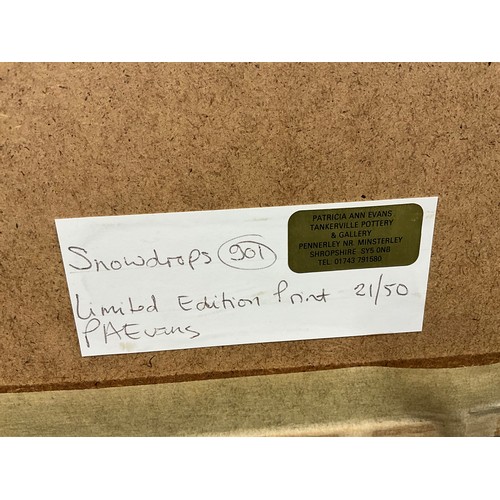 PATRICIA ANN EVANS
TANKERVILLE POTTERY
& GALLERY
PENNERLEY NR. MINSTERLEY
SHROPSHIRE SY5 0NB
TEL: 01743 791580
Snowdrops 901
Limited Edition Print 21/50
PAEvans